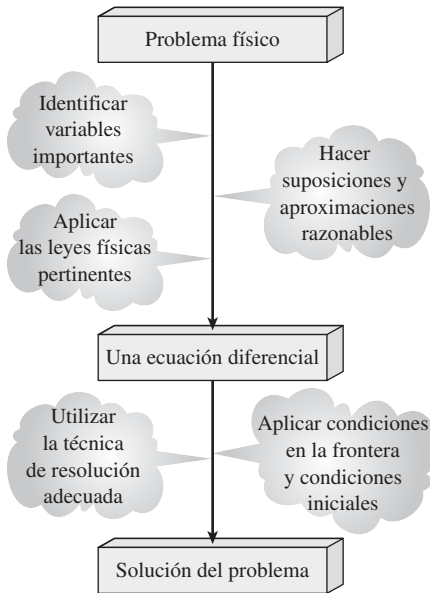 Problema físico
Identificar
variables
importantes
Hacer
suposiciones y
aproximaciones
razonables
Aplicar
las leyes físicas
pertinentes
Una ecuación diferencial
Utilizar
la técnica
de resolución
adecuada
Aplicar condiciones
en la frontera
y condiciones
iniciales
Solución del problema